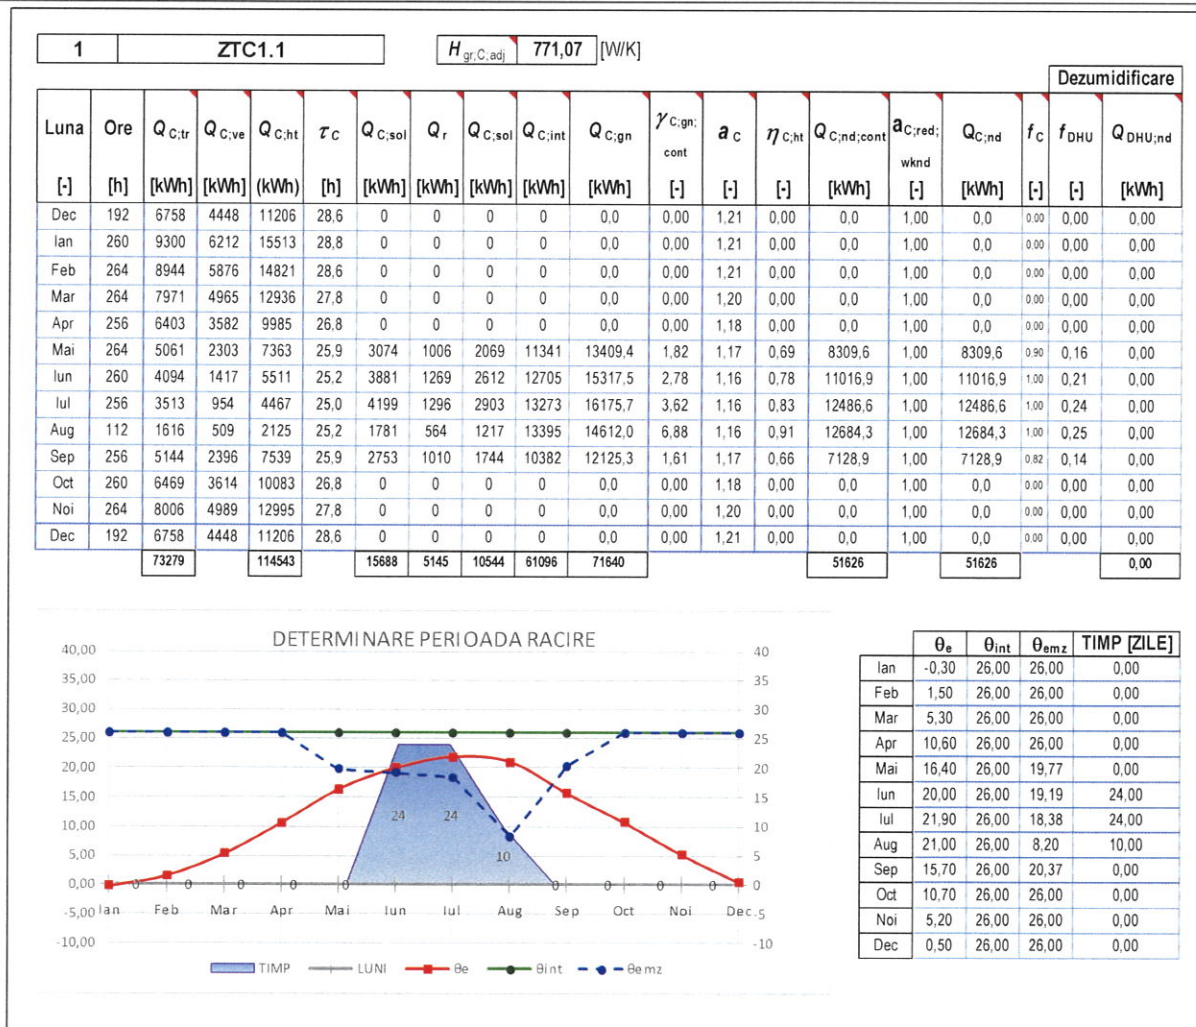 1 ZTC1.1 H gr,C,adj 771,07 [W/K]
Dezumidificare
Luna Ore Q C;tr Q C;ve Q C;ht τ C Q C;sol Q r Q C;sol Q C;int Q C;gn γ C;gn; cont a C η C;ht Q C;nd;cont a C;red; wknd Q C;nd f C f DHU Q DHU;nd
[-] [h] [kWh] [kWh] (kWh) [h] [kWh] [kWh] [kWh] [kWh] [kWh] [-] [-] [-] [kWh] [-] [kWh] [-] [-] [kWh]
Dec 192 6758 4448 11206 28,6 0 0 0 0 0,0 0,00 1,21 0,00 0,0 1,00 0,0 0,00 0,00 0,00
Ian 260 9300 6212 15513 28,8 0 0 0 0 0,0 0,00 1,21 0,00 0,0 1,00 0,0 0,00 0,00 0,00
Feb 264 8944 5876 14821 28,6 0 0 0 0 0,0 0,00 1,21 0,00 0,0 1,00 0,0 0,00 0,00 0,00
Mar 264 7971 4965 12936 27,8 0 0 0 0 0,0 0,00 1,20 0,00 0,0 1,00 0,0 0,00 0,00 0,00
Apr 256 6403 3582 9985 26,8 0 0 0 0 0,0 0,00 1,18 0,00 0,0 1,00 0,0 0,00 0,00 0,00
Mai 264 5061 2303 7363 25,9 3074 1006 2069 11341 13409,4 1,82 1,17 0,69 8309,6 1,00 8309,6 0,90 0,16 0,00
Iun 260 4094 1417 5511 25,2 3881 1269 2612 12705 15317,5 2,78 1,16 0,78 11016,9 1,00 11016,9 1,00 0,21 0,00
Iul 256 3513 954 4467 25,0 4199 1296 2903 13273 16175,7 3,62 1,16 0,83 12486,6 1,00 12486,6 1,00 0,24 0,00
Aug 112 1616 509 2125 25,2 1781 564 1217 13395 14612,0 6,88 1,16 0,91 12684,3 1,00 12684,3 1,00 0,25 0,00
Sep 256 5144 2396 7539 25,9 2753 1010 1744 10382 12125,3 1,61 1,17 0,66 7128,9 1,00 7128,9 0,82 0,14 0,00
Oct 260 6469 3614 10083 26,8 0 0 0 0 0,0 0,00 1,18 0,00 0,0 1,00 0,0 0,00 0,00 0,00
Noi 264 8006 4989 12995 27,8 0 0 0 0 0,0 0,00 1,20 0,00 0,0 1,00 0,0 0,00 0,00 0,00
Dec 192 6758 4448 11206 28,6 0 0 0 0 0,0 0,00 1,21 0,00 0,0 1,00 0,0 0,00 0,00 0,00
73279 114543 15688 5145 10544 61096 71640 51626 51626 0,00
DETERMINARE PERIOADA RACIRE
40,00 40
35,00 35
30,00 30
25,00 25
20,00 20
15,00 24 24 15
10,00 10
5,00 10 5
0,00 0 0 0 0 0 0 0 0 0 0
-5,00 Ian Feb Mar Apr Mai Iun Iul Aug Sep Oct Noi Dec -5
-10,00 -10
TIMP LUNI θe θint θemz
θe θint θemz TIMP [ZILE]
Ian -0,30 26,00 26,00 0,00
Feb 1,50 26,00 26,00 0,00
Mar 5,30 26,00 26,00 0,00
Apr 10,60 26,00 26,00 0,00
Mai 16,40 26,00 19,77 0,00
Iun 20,00 26,00 19,19 24,00
Iul 21,90 26,00 18,38 24,00
Aug 21,00 26,00 8,20 10,00
Sep 15,70 26,00 20,37 0,00
Oct 10,70 26,00 26,00 0,00
Noi 5,20 26,00 26,00 0,00
Dec 0,50 26,00 26,00 0,00